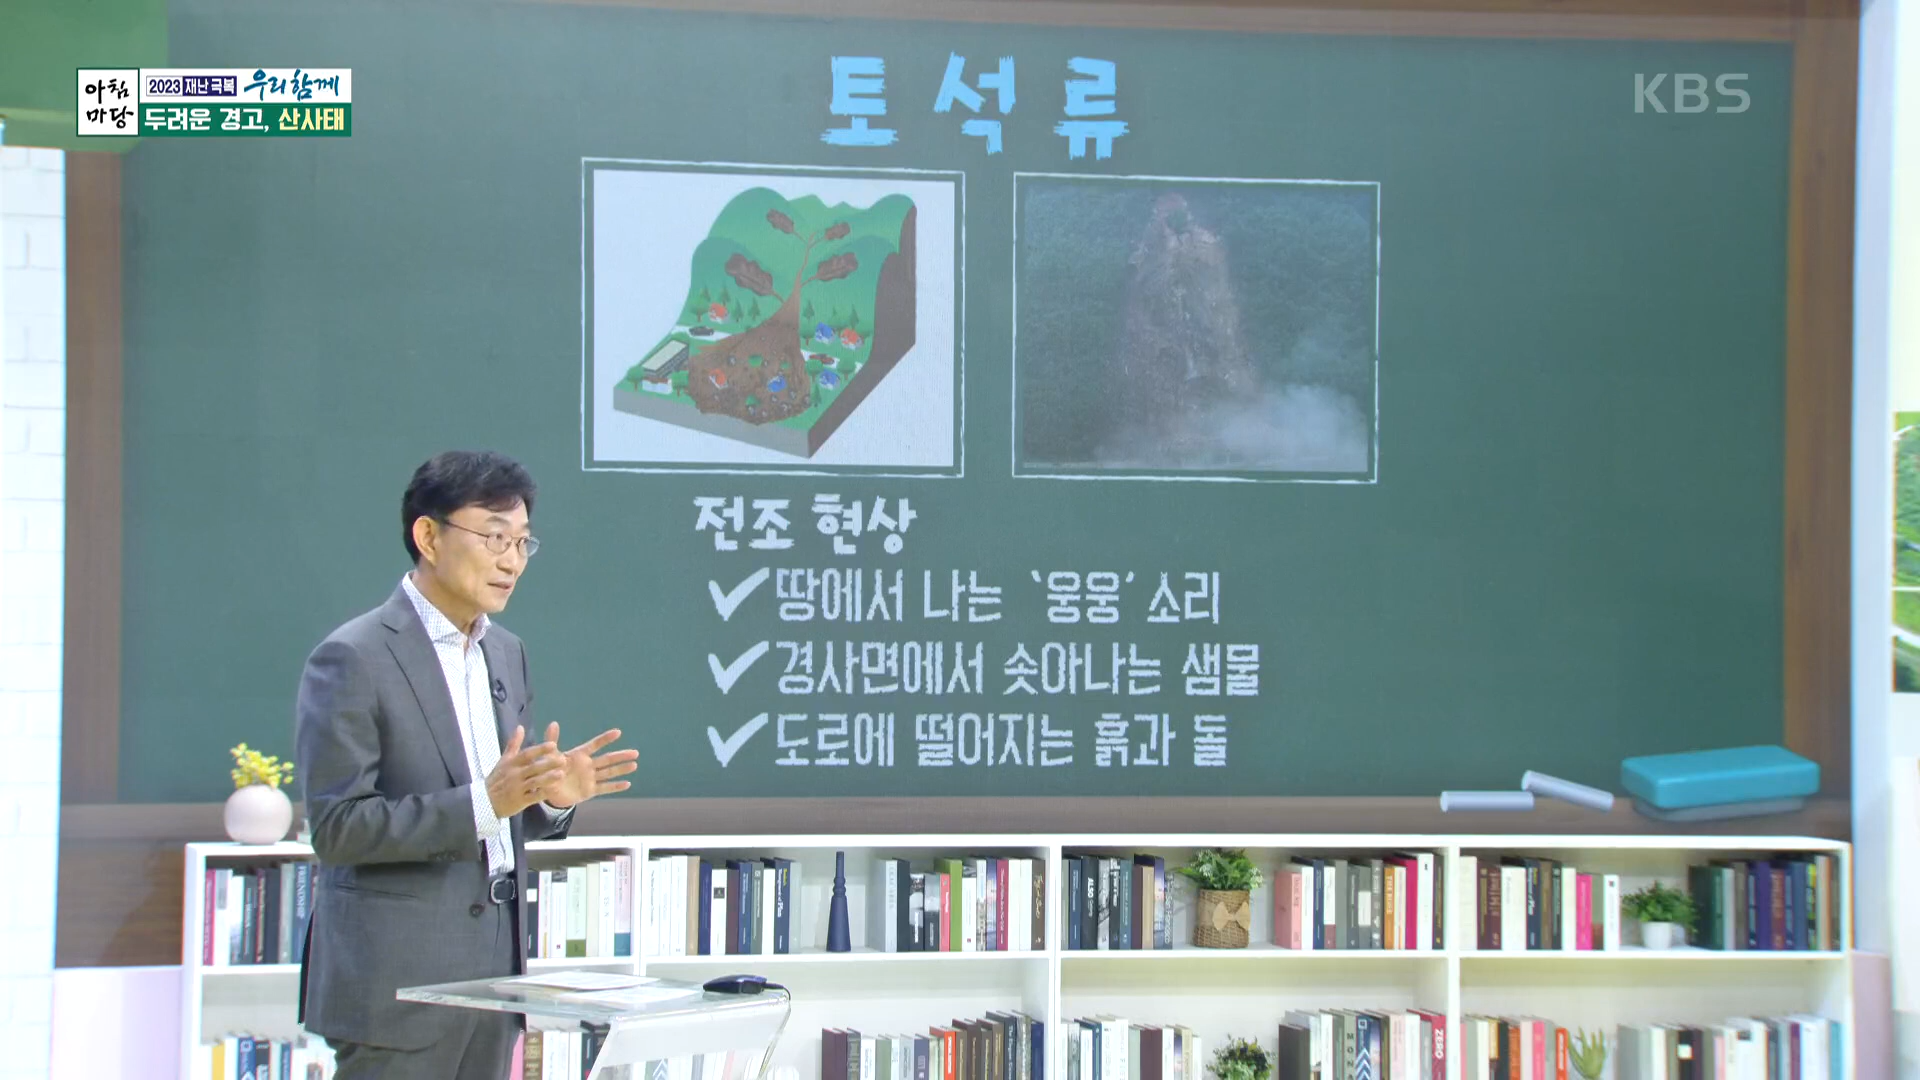 아침
마당
2023 재난 극복 우리 함께
두려운 경고, 산사태
KBS
토석류
전조 현상
땅에서 나는 '웅웅' 소리
경사면에서 솟아나는 샘물
도로에 떨어지는 흙과 돌
FRIENDSHIP
ALSO
ZERO